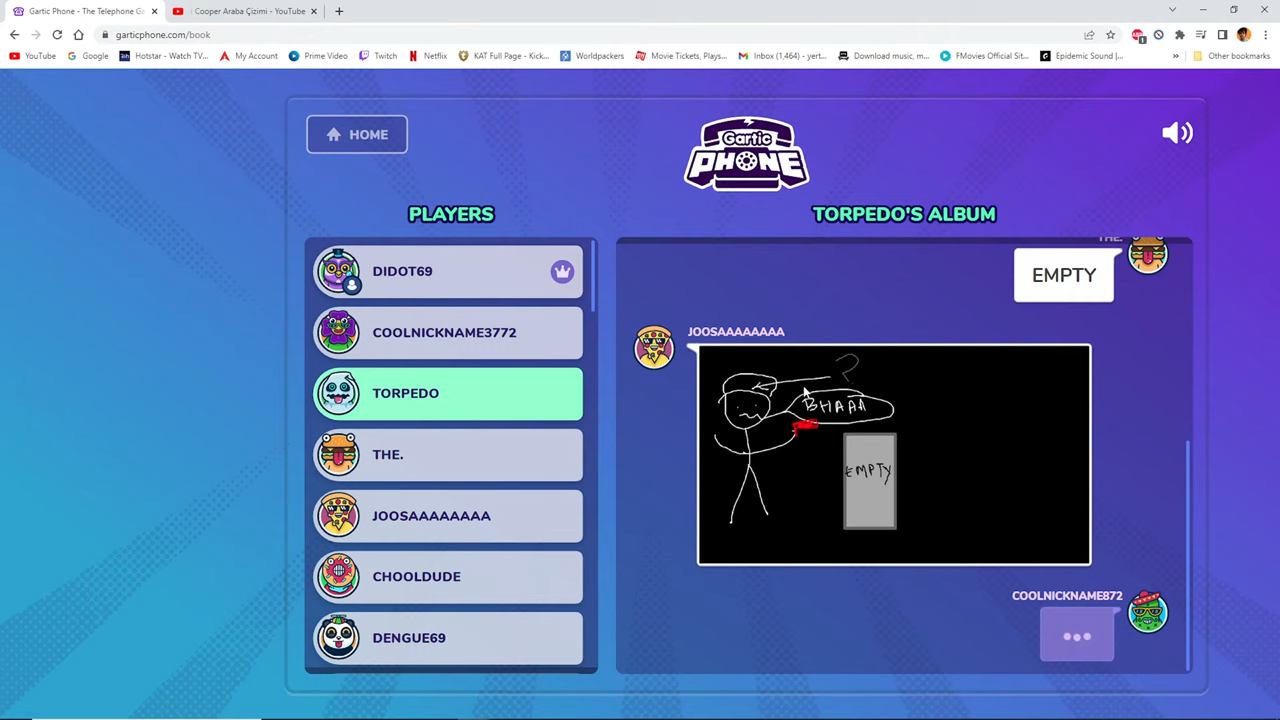 Gartic Phone - The Telephone Ga
Cooper Araba Çizimi - YouTube
garticphone.com/book
YouTube
Google
Hotstar - Watch TV...
My Account
Prime Video
Twitch
Netflix
KAT Full Page - Kick...
Worldpackers
Movie Tickets, Plays...
Inbox (1,464) - yert...
Download music, m...
FMovies Official Sit...
Epidemic Sound |...
»
Other bookmarks
HOME
Gartic
PHONE
PLAYERS
TORPEDO'S ALBUM
DIDOT69
COOLNICKNAME3772
TORPEDO
THE.
JOOSAAAAAAAA
CHOOLDUDE
DENGUE69
THE.
EMPTY
JOOSAAAAAAAA
?
BHAAA
EMPTY
COOLNICKNAME872
...